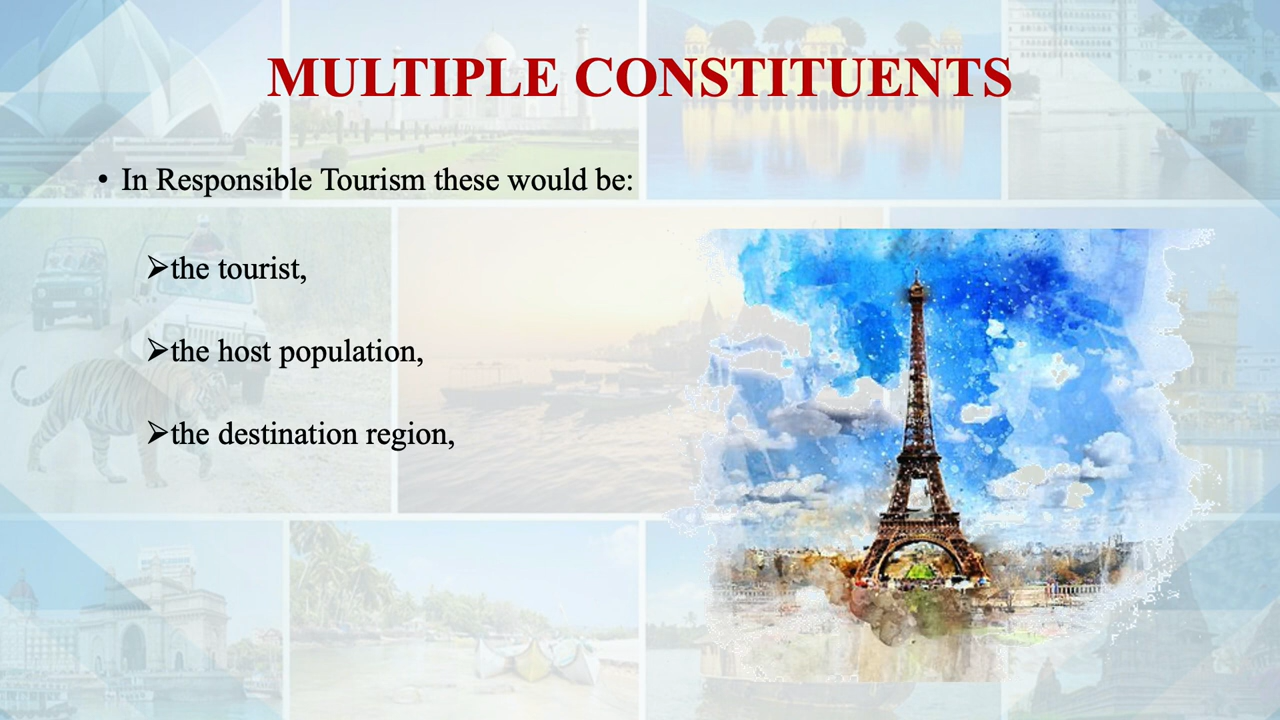 MULTIPLE CONSTITUENTS
• In Responsible Tourism these would be:
➢the tourist,
➢the host population,
➢the destination region,